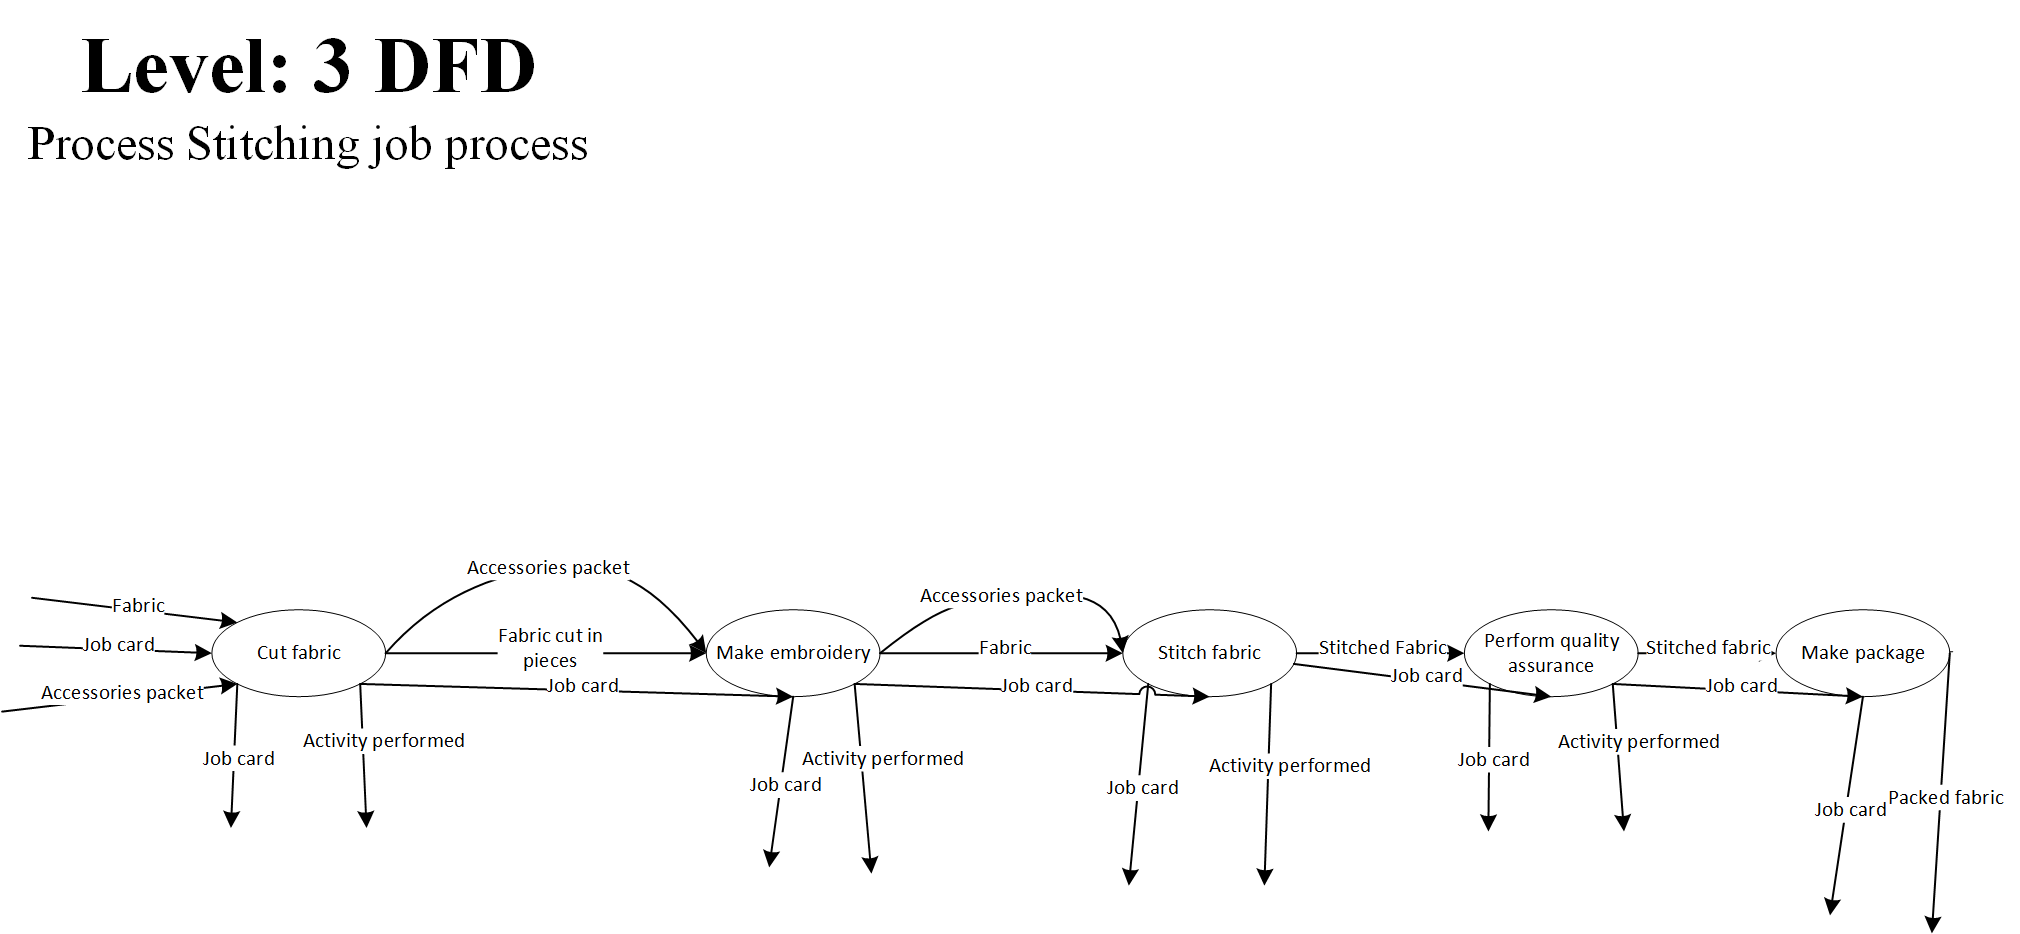 Level: 3 DFD
Process Stitching job process
Accessories packet
Accessories packet
Fabric
Fabric cut in
pieces
Job card
Cut fabric
Make embroidery
Fabric
Stitch fabric
Stitched Fabric
Perform quality
assurance
Stitched fabric
Make package
Accessories packet
Job card
Job card
Job card
Job card
Job card
Activity performed
Job card
Activity performed
Job card
Activity performed
Job card
Activity performed
Job card
Job card
Packed fabric